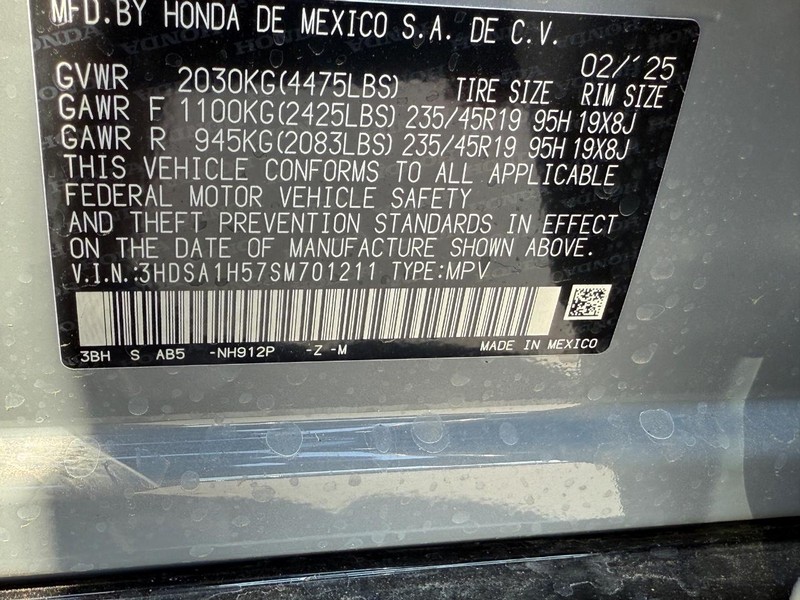 MFD.BY HONDA DE MEXICO S.A. DE C.V.
02/'25
GVWR 2030KG(4475LBS) TIRE SIZE RIM SIZE
GAWR F 1100KG(2425LBS) 235/45R19 95H 19X8J
GAWR R 945KG(2083LBS) 235/45R19 95H 19X8J
THIS VEHICLE CONFORMS TO ALL APPLICABLE
FEDERAL MOTOR VEHICLE SAFETY
AND THEFT PREVENTION STANDARDS IN EFFECT
ON THE DATE OF MANUFACTURE SHOWN ABOVE.
V.I.N.:3HDSA1H57SM701211 TYPE:MPV
3BH S AB5 -NH912P -Z -M MADE IN MEXICO